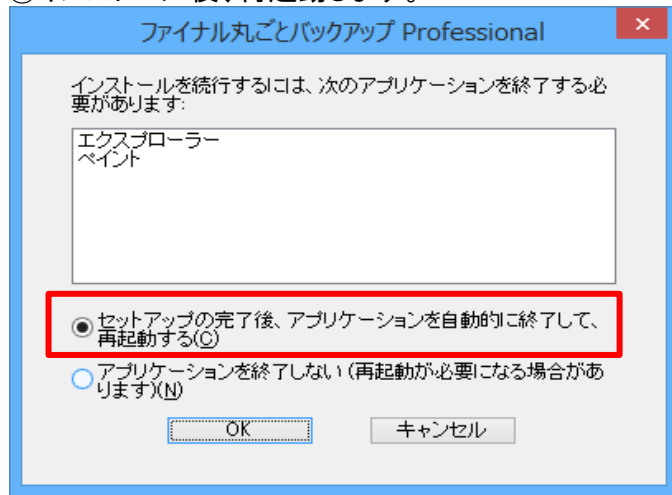 ファイナル丸ごとバックアップ Professional
インストールを続行するには、次のアプリケーションを終了する必
要があります:
エクスプローラー
ペイント
セットアップの完了後、アプリケーションを自動的に終了して、
再起動する(C)
アプリケーションを終了しない (再起動が必要になる場合があ
ります)(N)
OK
キャンセル